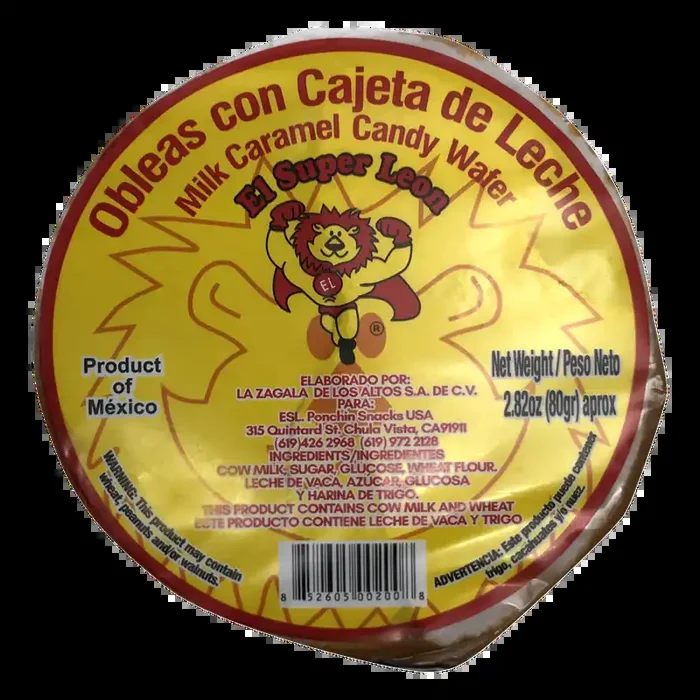 Obleas con Cajeta de Leche
Milk Caramel Candy Wafer
El Super Leon
EL
®
Product
of
México
Net Weight / Peso Neto
2.82oz (80gr) aprox
ELABORADO POR:
LA ZAGALA DE LOS ALTOS S.A. DE C.V.
PARA:
ESL. Ponchin Snacks USA
315 Quintard St. Chula Vista, CA91911
(619)426 2968 (619) 972 2128
INGREDIENTS/INGREDIENTES
COW MILK, SUGAR, GLUCOSE, WHEAT FLOUR.
LECHE DE VACA, AZÚCAR, GLUCOSA
Y HARINA DE TRIGO.
THIS PRODUCT CONTAINS COW MILK AND WHEAT
ESTE PRODUCTO CONTIENE LECHE DE VACA Y TRIGO
WARNING: This product may contain
wheat, peanuts and/or walnuts.
ADVERTENCIA: Este producto puede contener
trigo, cacahuates y/o nuez.
8 52605 00200 8